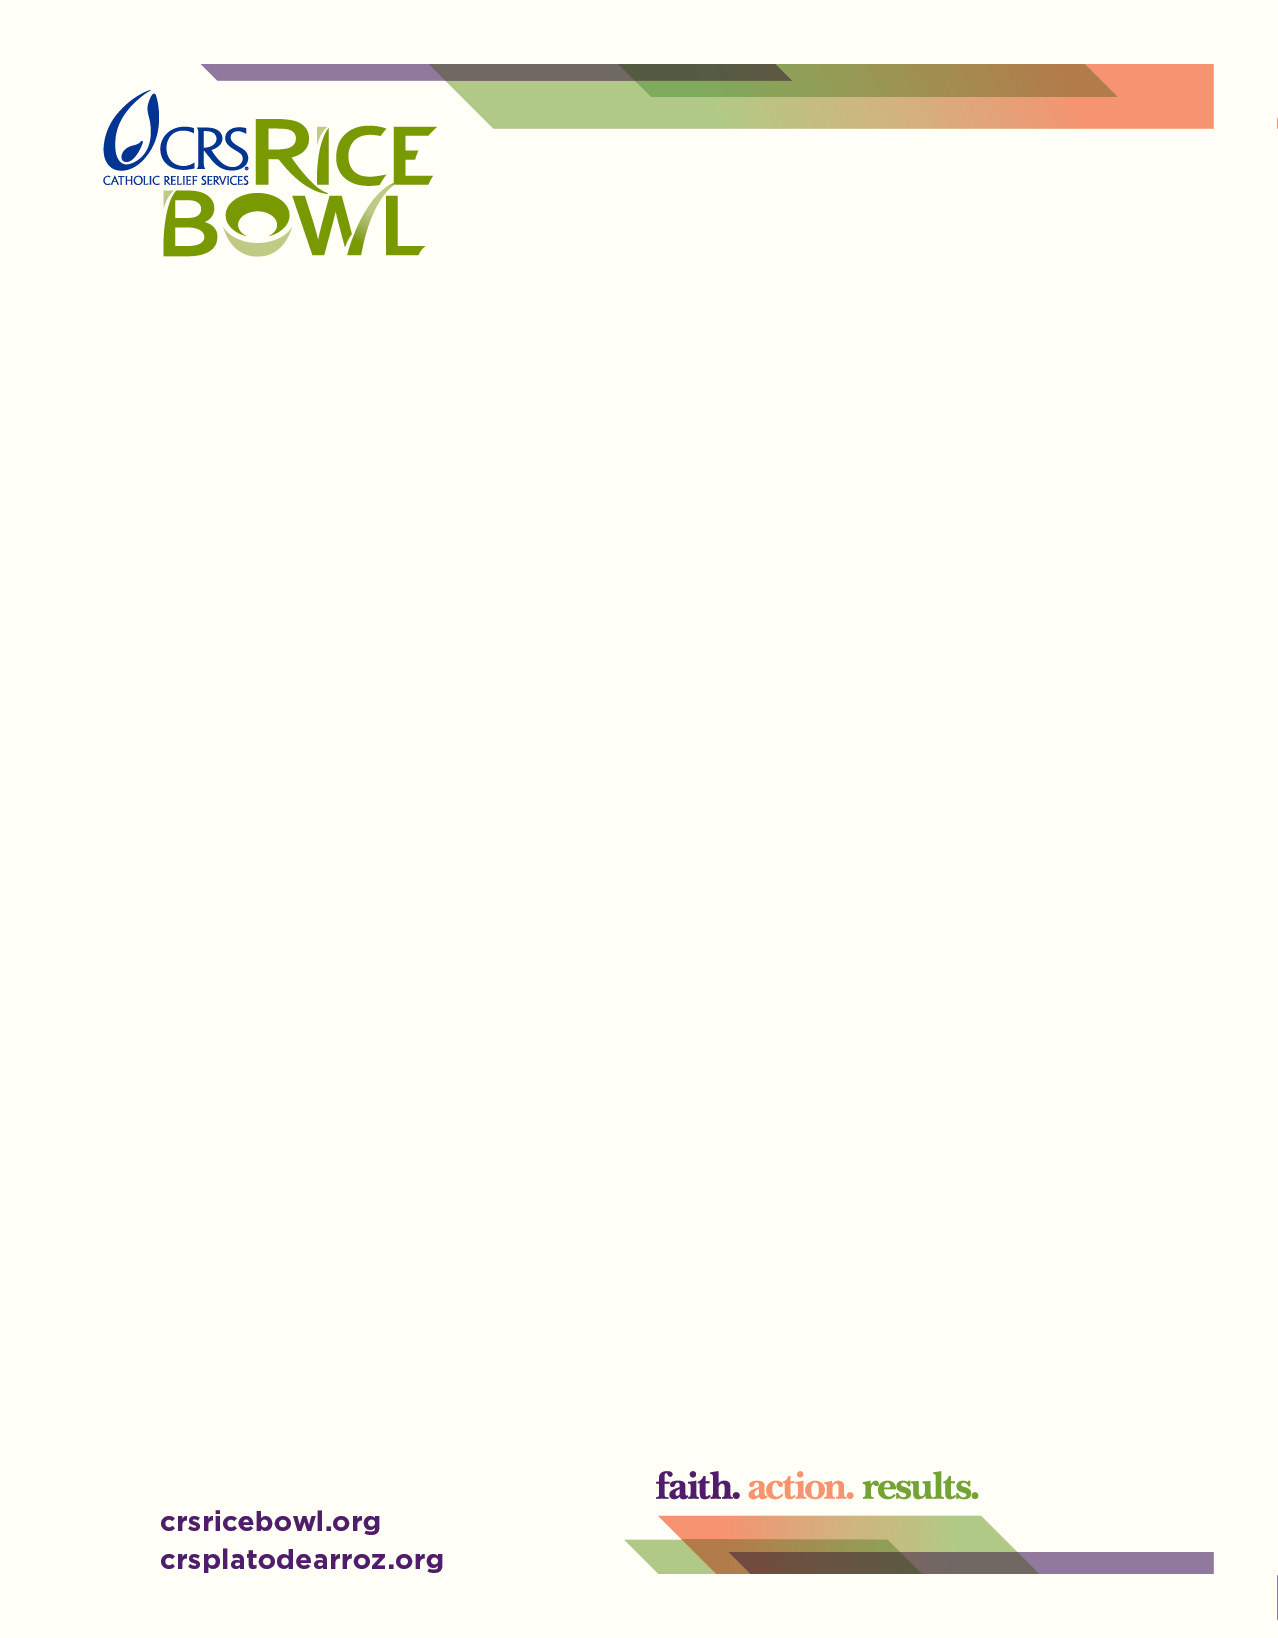 CRS RICE
CATHOLIC RELIEF SERVICES
BOWL
faith. action. results.
crsricebowl.org
crsplatodearroz.org